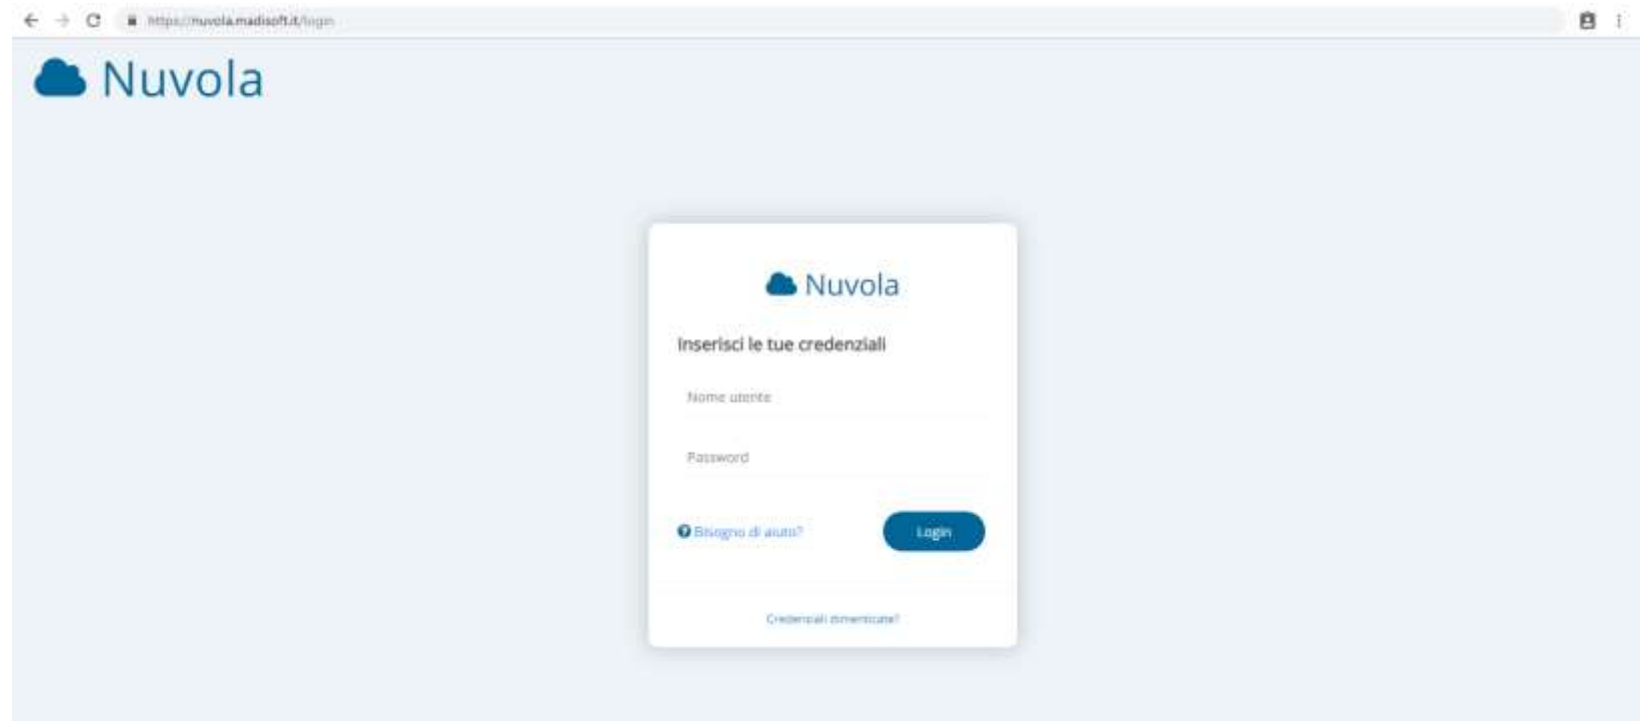 https://nuvola.madisoft.it/login
Nuvola
Nuvola
Inserisci le tue credenziali
Nome utente
Password
Bisogno di aiuto?
Login
Credenziali dimenticate?